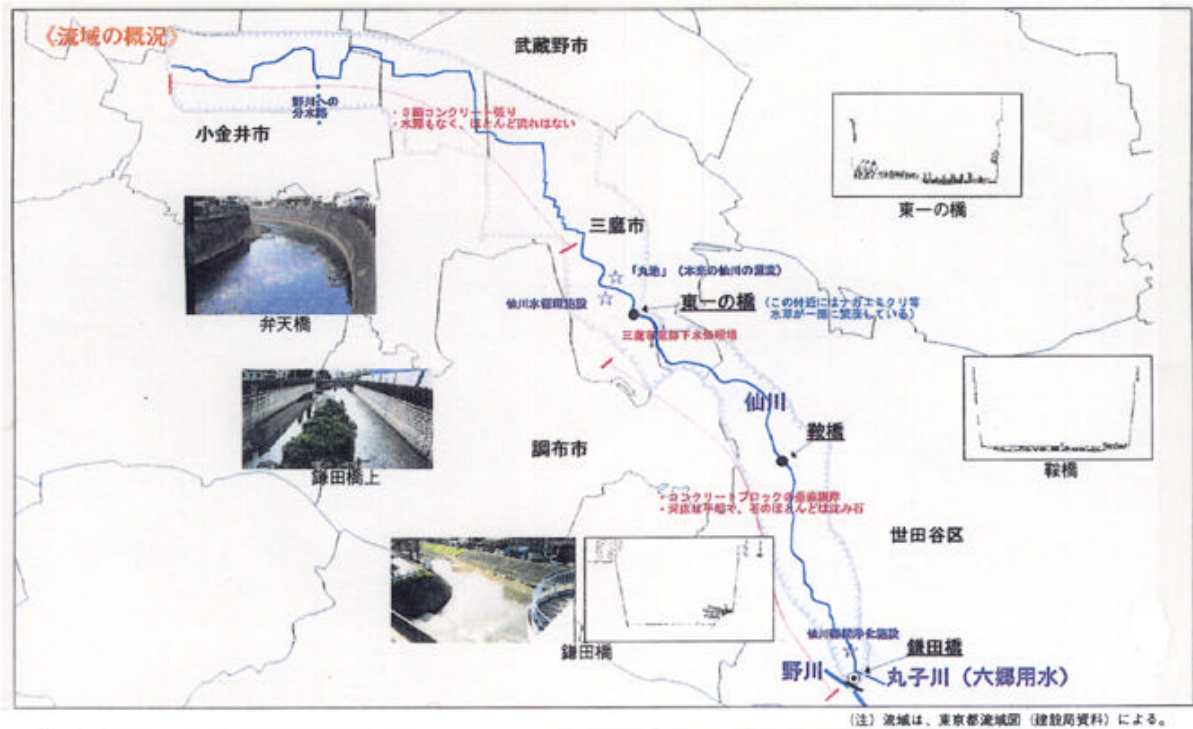 《流域の概況》
武蔵野市
野川への
分水路
・3面コンクリート張り
・水源もなく、ほとんど流れはない
小金井市
東一の橋
三鷹市
「丸池」（本来の仙川の源流）
弁天橋
東一の橋
（この付近にはナガエミクリ等
水草が一面に繁茂している）
三鷹市東部下水処理場
仙川
鞍橋
調布市
鎌田橋上
鞍橋
・コンクリートブロックの垂直護岸
・河床は平坦で、石のほとんどは沈み石
世田谷区
鎌田橋
仙川礫間浄化施設
鎌田橋
野川
丸子川（六郷用水）
（注）流域は、東京都流域図（建設局資料）による。